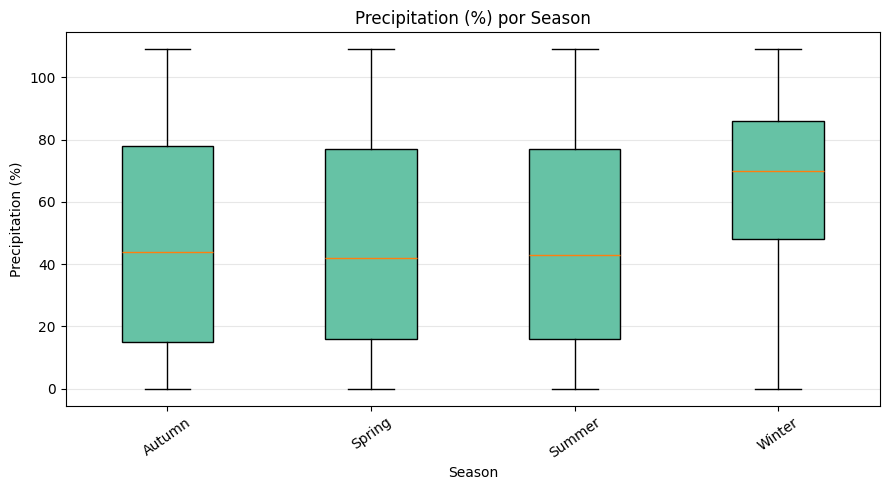 Precipitation (%) por Season
Precipitation (%)
100
80
60
40
20
0
Autumn
Spring
Summer
Winter
Season